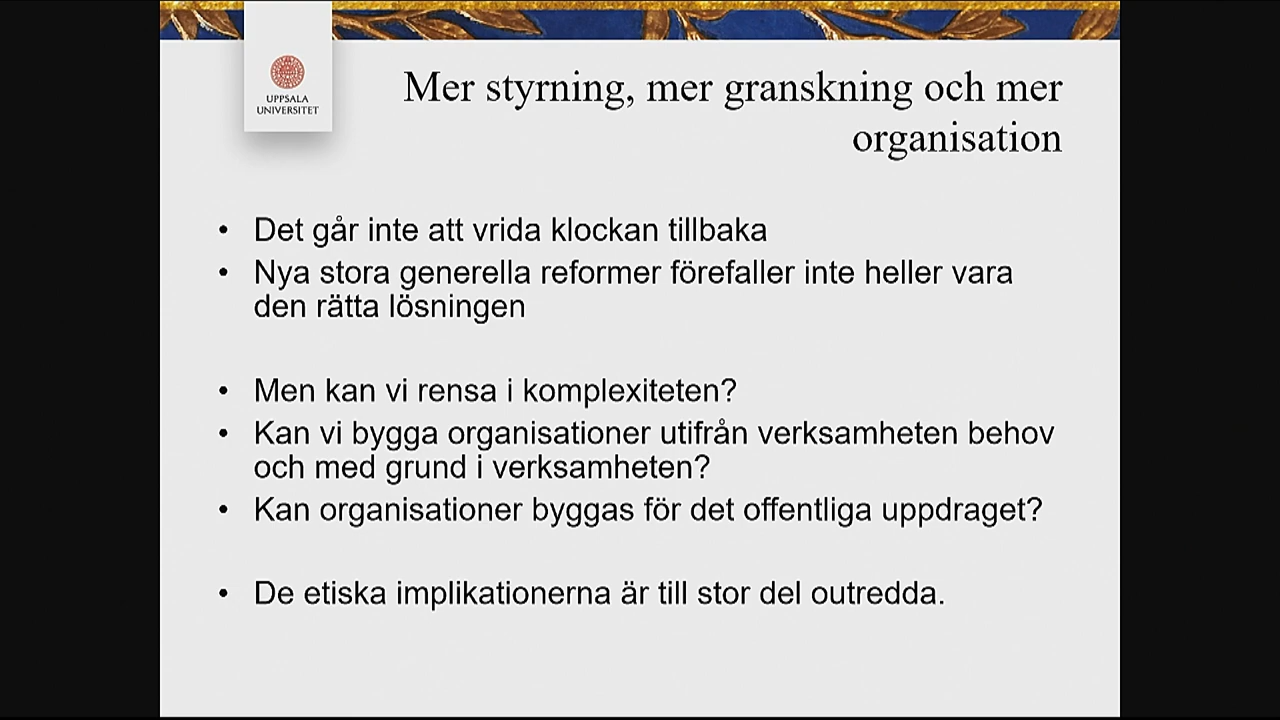 UPPSALA
UNIVERSITET
Mer styrning, mer granskning och mer
organisation
• Det går inte att vrida klockan tillbaka
• Nya stora generella reformer förefaller inte heller vara
den rätta lösningen
• Men kan vi rensa i komplexiteten?
• Kan vi bygga organisationer utifrån verksamheten behov
och med grund i verksamheten?
• Kan organisationer byggas för det offentliga uppdraget?
• De etiska implikationerna är till stor del outredda.